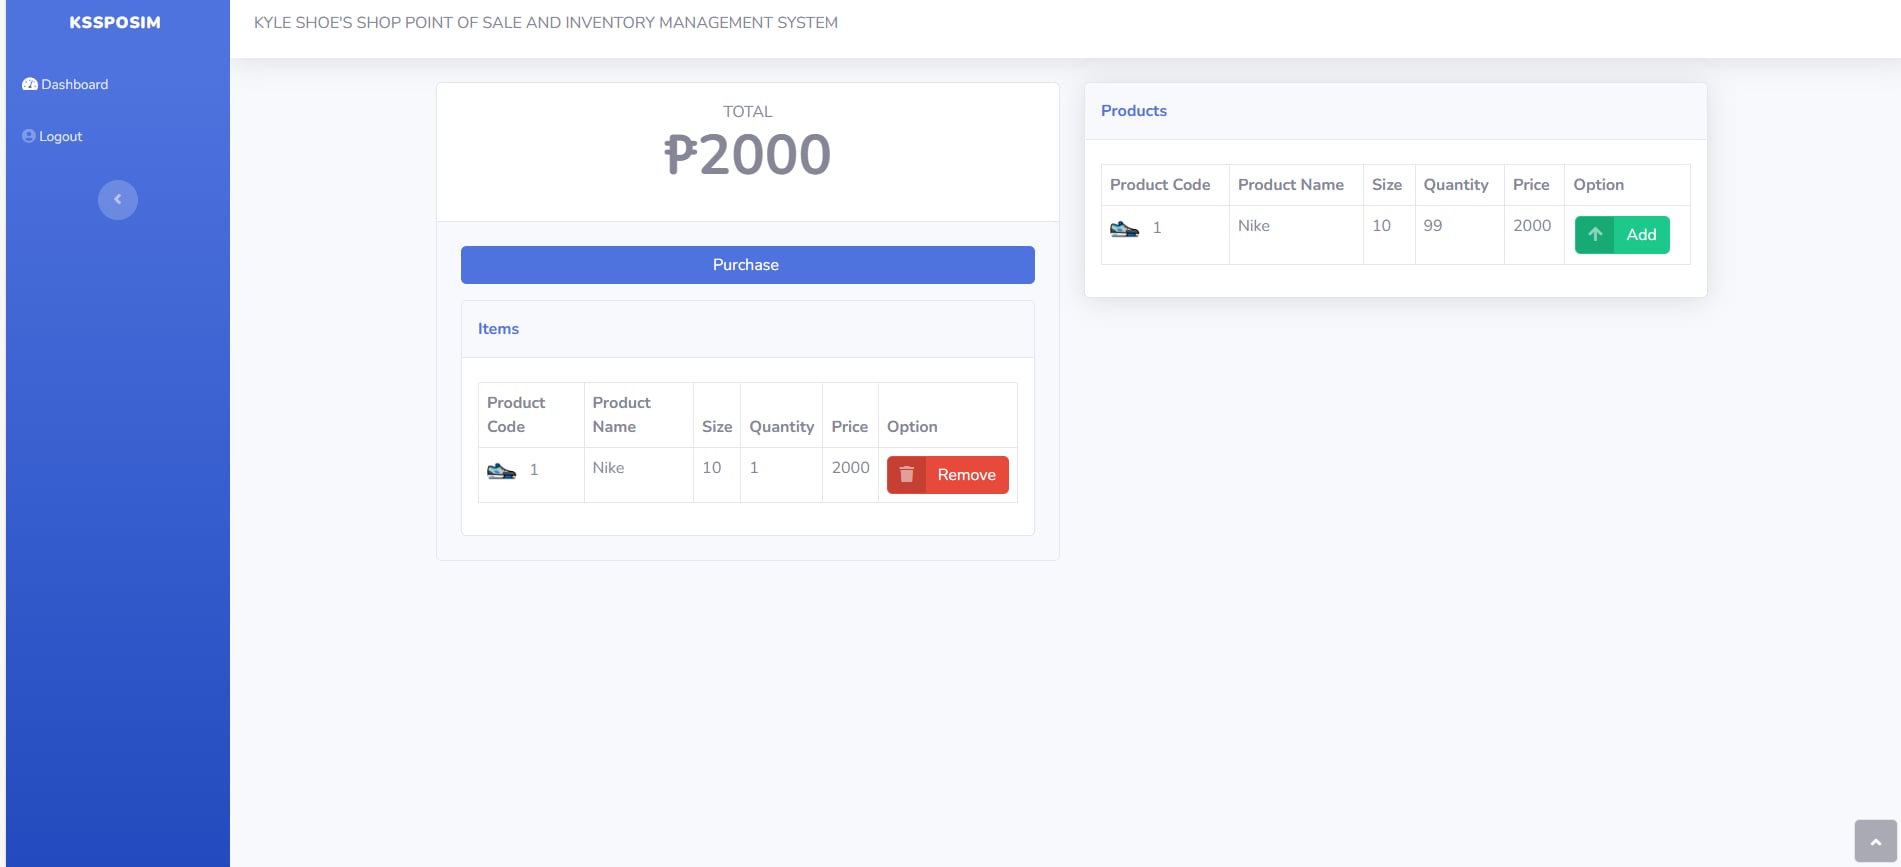 KSSPOSIM
KYLE SHOE'S SHOP POINT OF SALE AND INVENTORY MANAGEMENT SYSTEM
Dashboard
Logout
TOTAL
₱2000
Purchase
Items
Product Code Product Name Size Quantity Price Option
1 Nike 10 1 2000 Remove
Products
Product Code Product Name Size Quantity Price Option
1 Nike 10 99 2000 Add